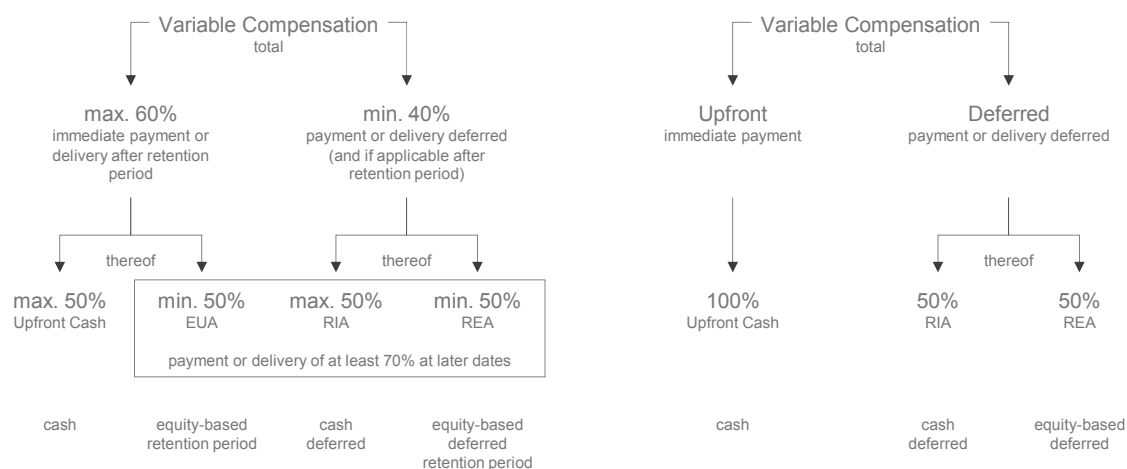 Variable Compensation
total
max. 60%
immediate payment or
delivery after retention
period
min. 40%
payment or delivery deferred
(and if applicable after
retention period)
thereof
thereof
max. 50%
Upfront Cash
min. 50%
EUA
max. 50%
RIA
min. 50%
REA
payment or delivery of at least 70% at later dates
cash
equity-based
retention period
cash
deferred
equity-based
deferred
retention period
Variable Compensation
total
Upfront
immediate payment
Deferred
payment or delivery deferred
thereof
100%
Upfront Cash
50%
RIA
50%
REA
cash
cash
deferred
equity-based
deferred